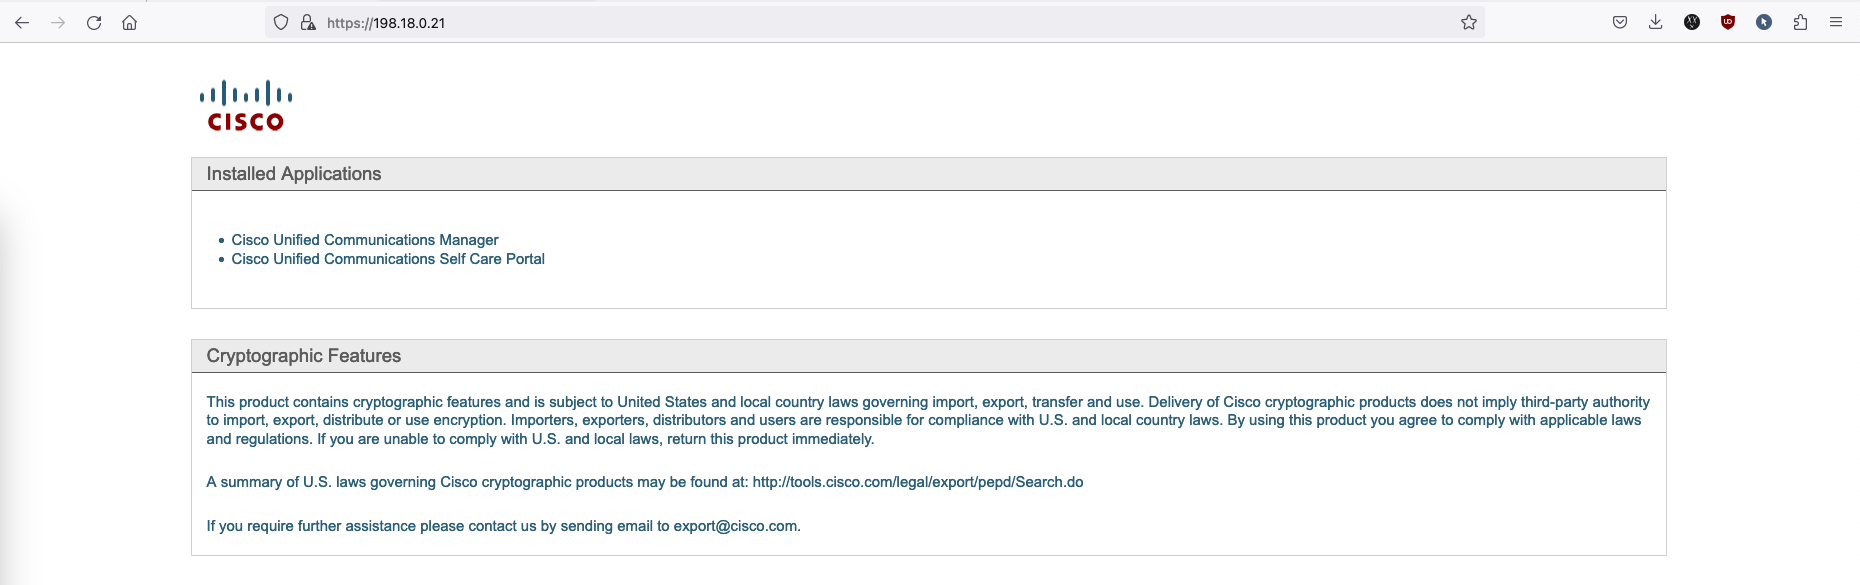 https://198.18.0.21
CISCO
Installed Applications
Cisco Unified Communications Manager
Cisco Unified Communications Self Care Portal
Cryptographic Features
This product contains cryptographic features and is subject to United States and local country laws governing import, export, transfer and use. Delivery of Cisco cryptographic products does not imply third-party authority
to import, export, distribute or use encryption. Importers, exporters, distributors and users are responsible for compliance with U.S. and local country laws. By using this product you agree to comply with applicable laws
and regulations. If you are unable to comply with U.S. and local laws, return this product immediately.
A summary of U.S. laws governing Cisco cryptographic products may be found at: http://tools.cisco.com/legal/export/pepd/Search.do
If you require further assistance please contact us by sending email to export@cisco.com.